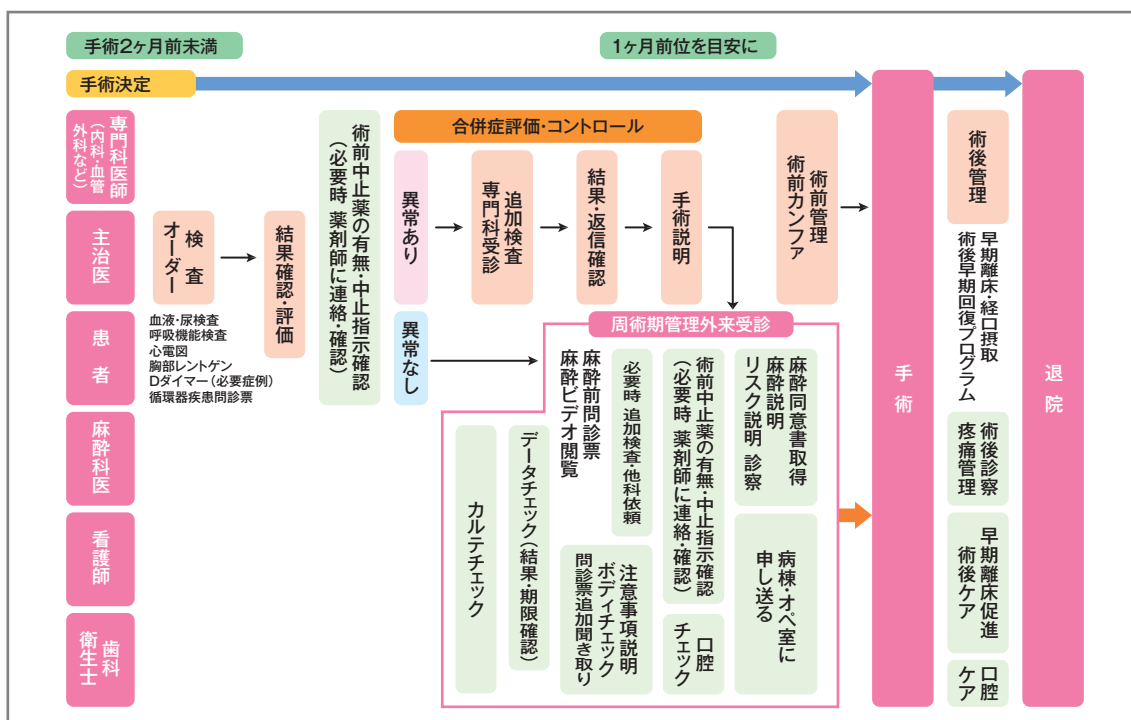 手術2ヶ月前未満
1ヶ月前位を目安に
手術決定
専門科医師
(内科・血管
外科など)
主治医
患者
麻酔科医
看護師
歯科
衛生士
検査
オーダー
血液・尿検査
呼吸機能検査
心電図
胸部レントゲン
Dダイマー(必要症例)
循環器疾患問診票
結果確認・評価
術前中止薬の有無・中止指示確認
(必要時 薬剤師に連絡・確認)
合併症評価・コントロール
異常あり
追加検査
専門科受診
結果・返信確認
手術説明
異常なし
術前管理
術前カンファ
周術期管理外来受診
カルテチェック
データチェック(結果・期限確認)
麻酔前問診票
麻酔ビデオ閲覧
注意事項説明
ボディチェック
問診票追加聞き取り
必要時 追加検査・他科依頼
術前中止薬の有無・中止指示確認
(必要時 薬剤師に連絡・確認)
口腔
チェック
麻酔同意書取得
麻酔説明
リスク説明 診察
病棟・オペ室に
申し送る
手術
術後管理
早期離床・経口摂取
術後早期回復プログラム
術後診察
疼痛管理
早期離床促進
術後ケア
口腔
ケア
退院